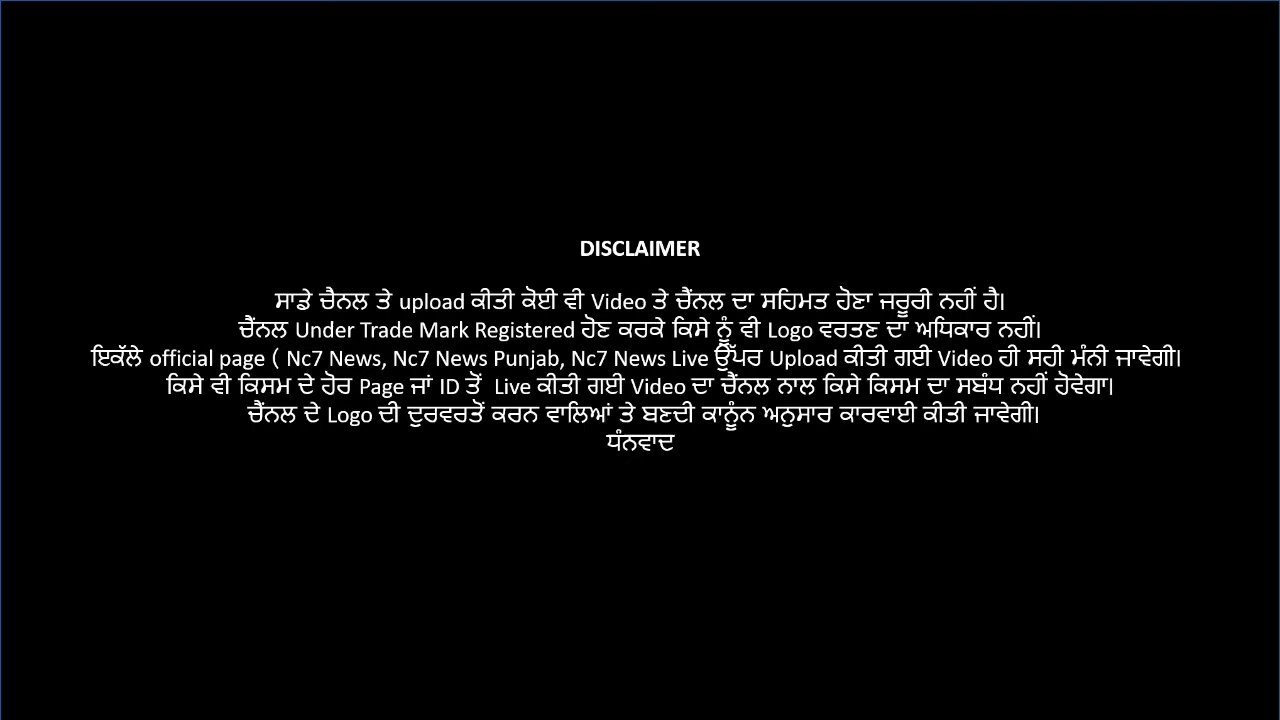 DISCLAIMER
ਸਾਡੇ ਚੈਨਲ ਤੇ upload ਕੀਤੀ ਕੋਈ ਵੀ Video ਤੇ ਚੈਂਨਲ ਦਾ ਸਹਿਮਤ ਹੋਣਾ ਜਰੂਰੀ ਨਹੀਂ ਹੈ।
ਚੈਂਨਲ Under Trade Mark Registered ਹੋਣ ਕਰਕੇ ਕਿਸੇ ਨੂੰ ਵੀ Logo ਵਰਤਣ ਦਾ ਅਧਿਕਾਰ ਨਹੀਂ।
ਇਕੱਲੇ official page ( Nc7 News, Nc7 News Punjab, Nc7 News Live ਉੱਪਰ Upload ਕੀਤੀ ਗਈ Video ਹੀ ਸਹੀ ਮੰਨੀ ਜਾਵੇਗੀ।
ਕਿਸੇ ਵੀ ਕਿਸਮ ਦੇ ਹੋਰ Page ਜਾਂ ID ਤੋਂ Live ਕੀਤੀ ਗਈ Video ਦਾ ਚੈਂਨਲ ਨਾਲ ਕਿਸੇ ਕਿਸਮ ਦਾ ਸਬੰਧ ਨਹੀਂ ਹੋਵੇਗਾ।
ਚੈਂਨਲ ਦੇ Logo ਦੀ ਦੁਰਵਰਤੋਂ ਕਰਨ ਵਾਲਿਆਂ ਤੇ ਬਣਦੀ ਕਾਨੂੰਨ ਅਨੁਸਾਰ ਕਾਰਵਾਈ ਕੀਤੀ ਜਾਵੇਗੀ।
ਧੰਨਵਾਦ